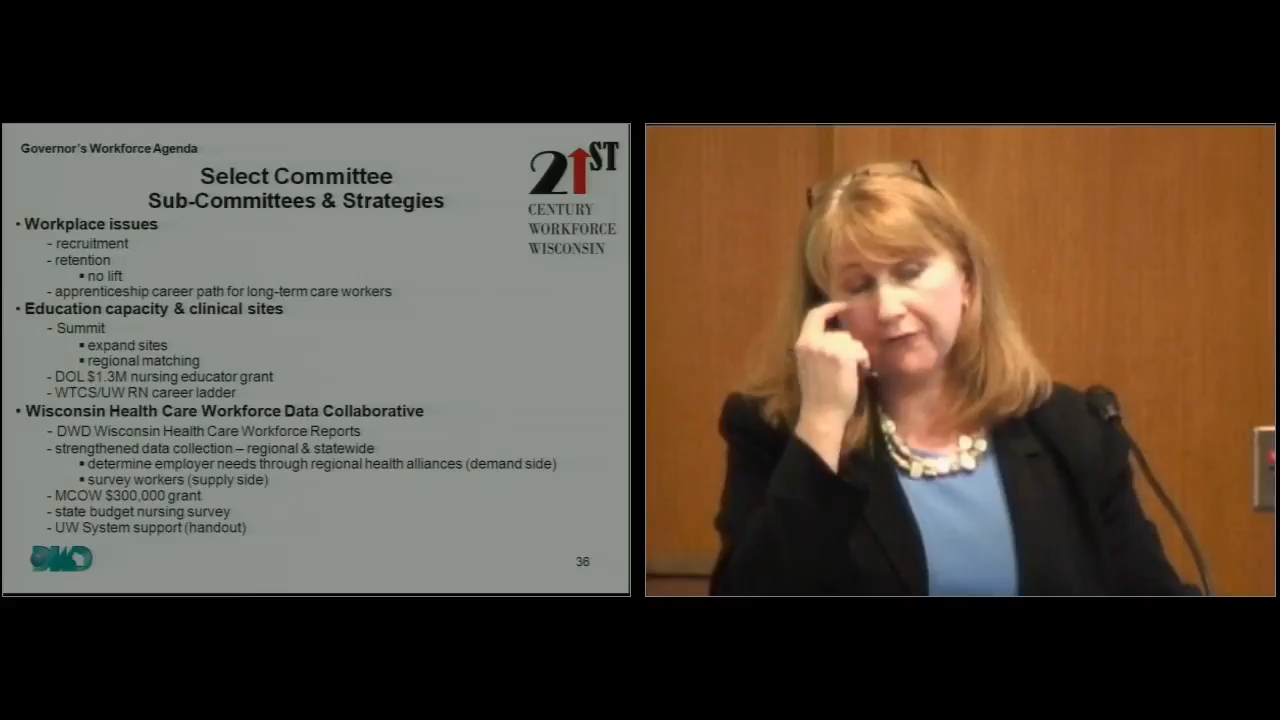 Governor's Workforce Agenda
Select Committee
Sub-Committees & Strategies
21ST
CENTURY
WORKFORCE
WISCONSIN
• Workplace issues
- recruitment
- retention
▪ no lift
- apprenticeship career path for long-term care workers
• Education capacity & clinical sites
- Summit
▪ expand sites
▪ regional matching
- DOL $1.3M nursing educator grant
- WTCS/UW RN career ladder
• Wisconsin Health Care Workforce Data Collaborative
- DWD Wisconsin Health Care Workforce Reports
- strengthened data collection – regional & statewide
▪ determine employer needs through regional health alliances (demand side)
▪ survey workers (supply side)
- MCOW $300,000 grant
- state budget nursing survey
- UW System support (handout)
DWD
36